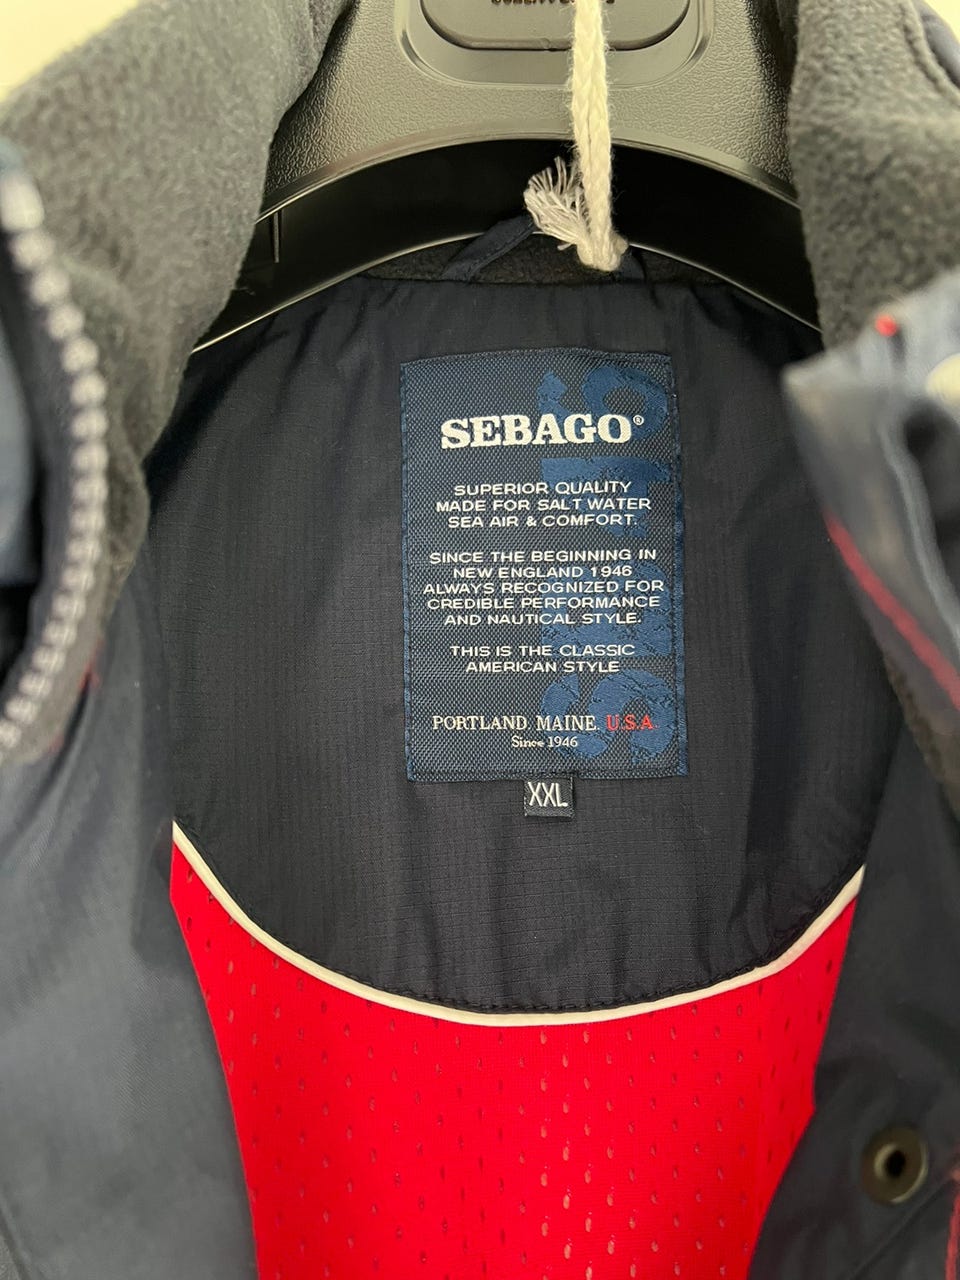 SEBAGO®
SUPERIOR QUALITY
MADE FOR SALT WATER
SEA AIR & COMFORT.
SINCE THE BEGINNING IN
NEW ENGLAND 1946
ALWAYS RECOGNIZED FOR
CREDIBLE PERFORMANCE
AND NAUTICAL STYLE.
THIS IS THE CLASSIC
AMERICAN STYLE
PORTLAND, MAINE. U.S.A.
Since 1946
XXL